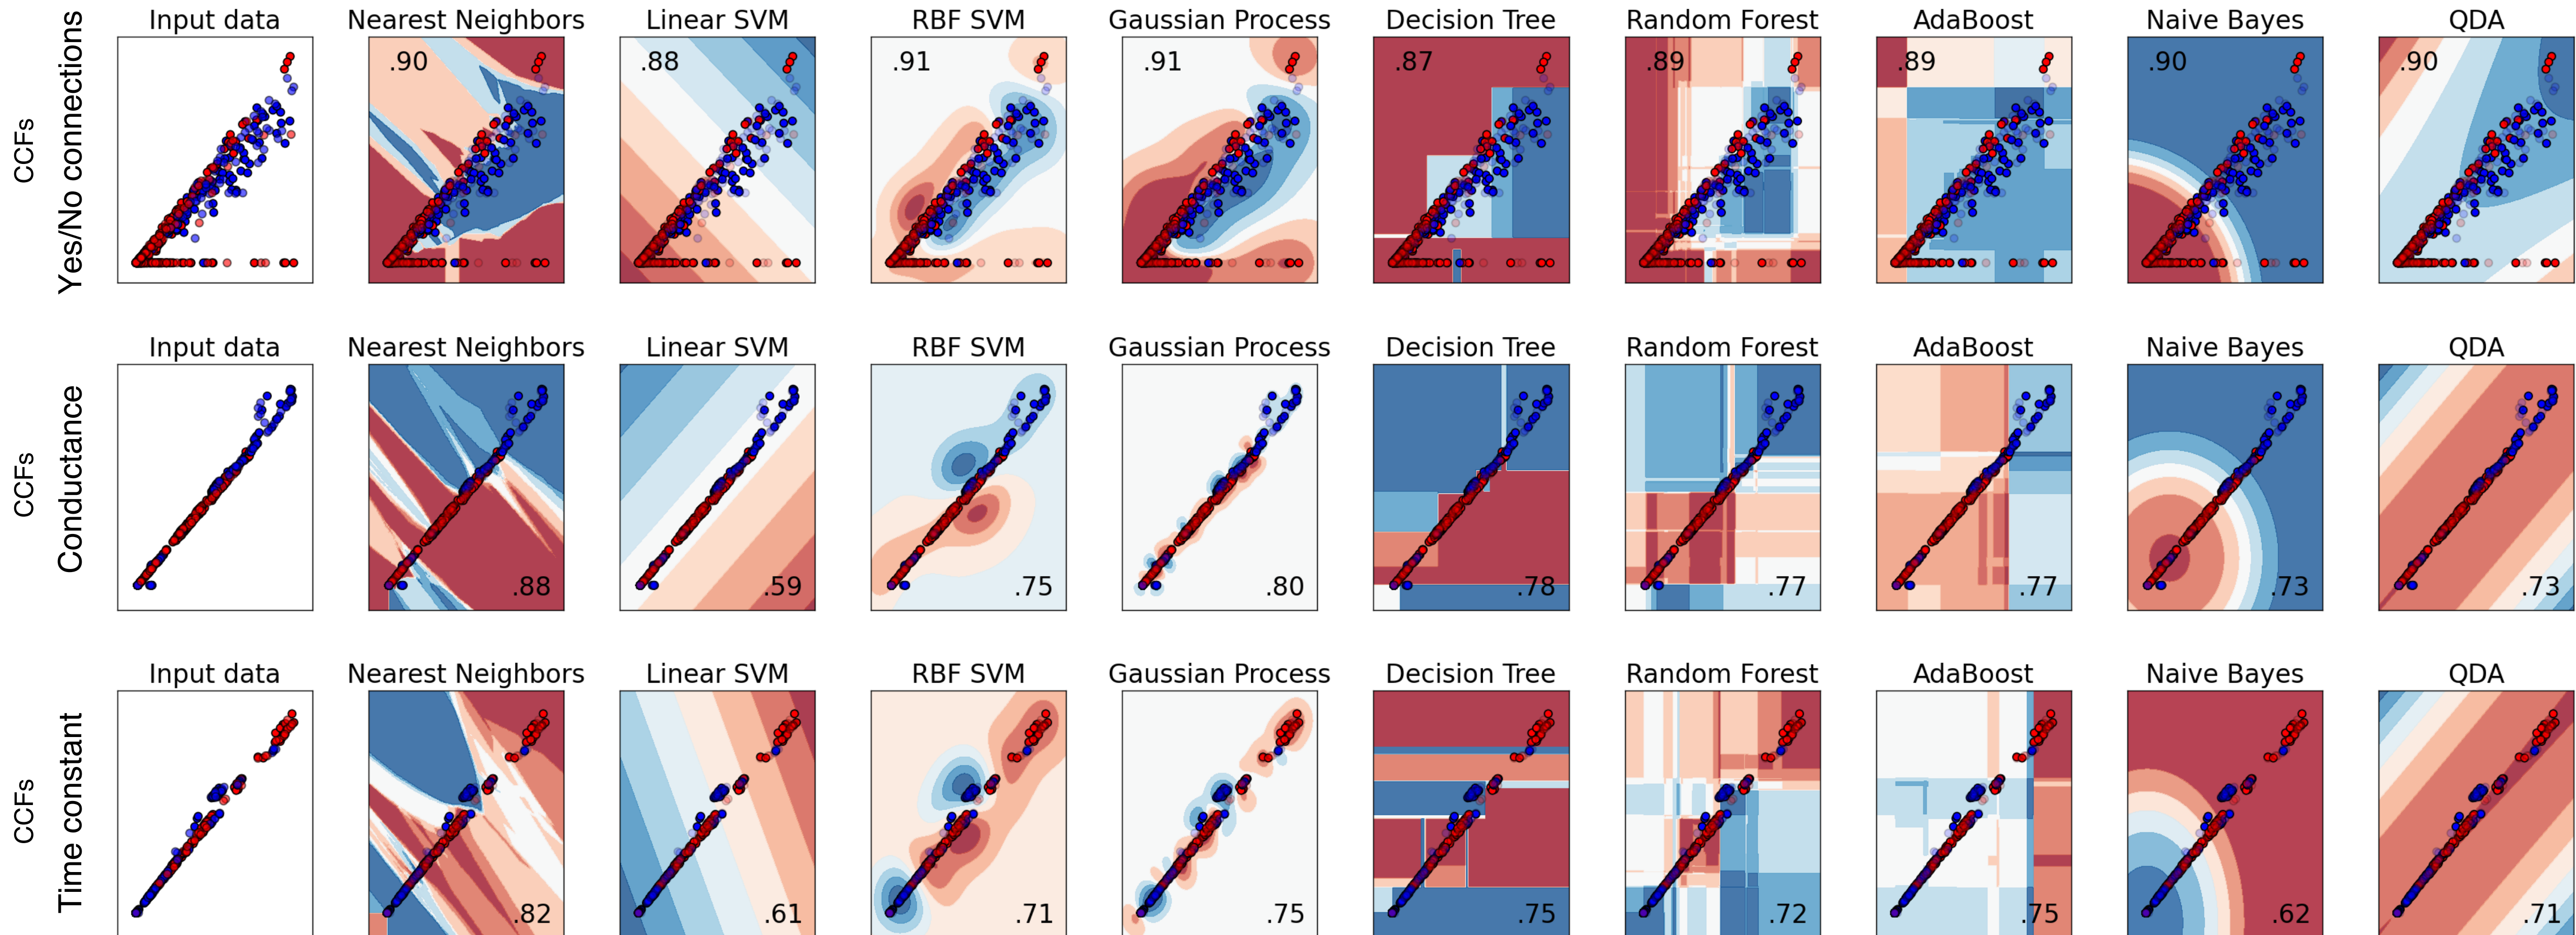 Input data
Nearest Neighbors
Linear SVM
RBF SVM
Gaussian Process
Decision Tree
Random Forest
AdaBoost
Naive Bayes
QDA
CCFs
Yes/No connections
.90
.88
.91
.91
.87
.89
.89
.90
.90
Input data
Nearest Neighbors
Linear SVM
RBF SVM
Gaussian Process
Decision Tree
Random Forest
AdaBoost
Naive Bayes
QDA
CCFs
Conductance
.88
.59
.75
.80
.78
.77
.77
.73
.73
Input data
Nearest Neighbors
Linear SVM
RBF SVM
Gaussian Process
Decision Tree
Random Forest
AdaBoost
Naive Bayes
QDA
CCFs
Time constant
.82
.61
.71
.75
.75
.72
.75
.62
.71